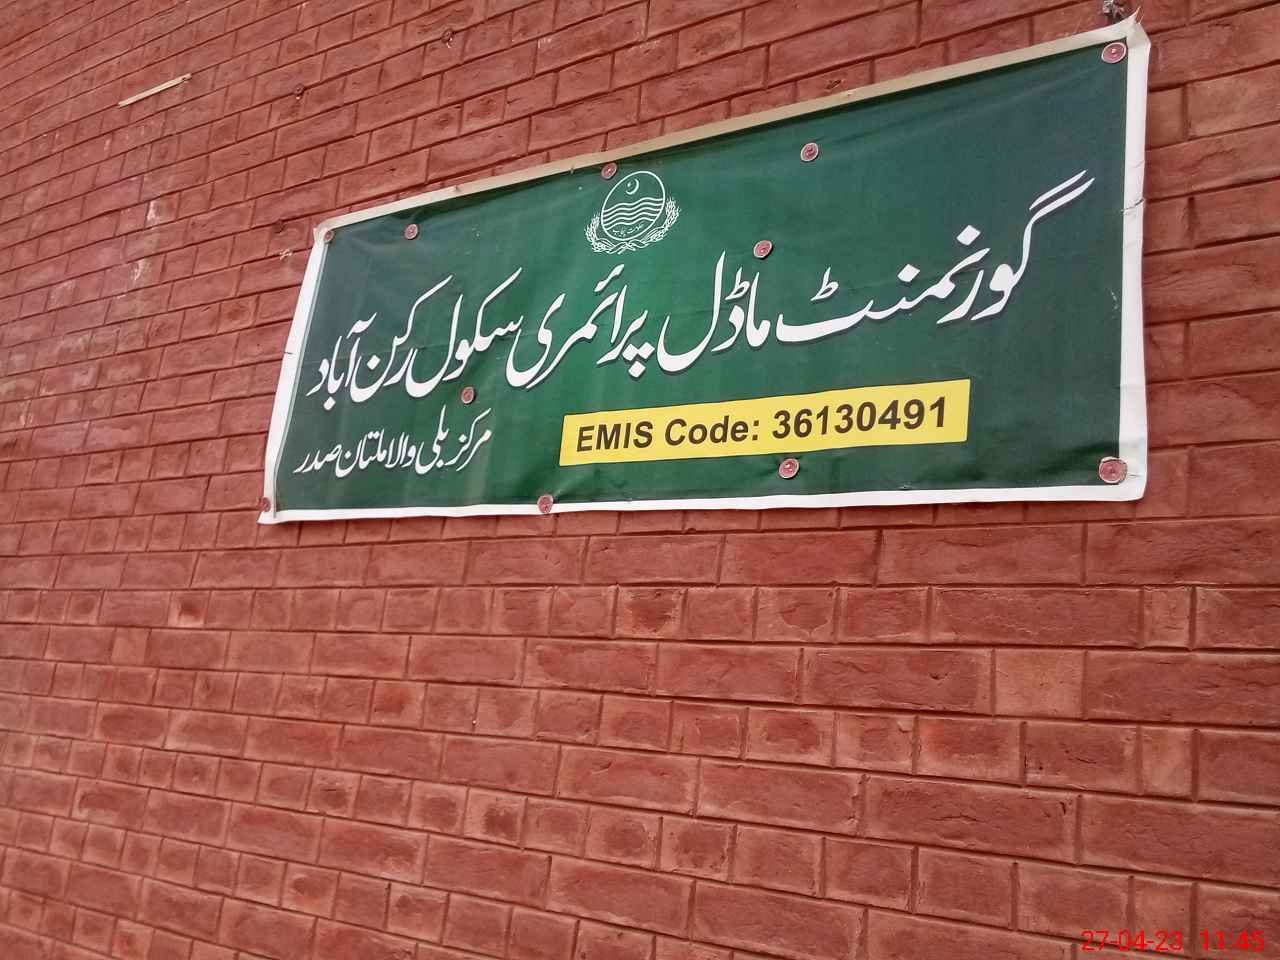 گورنمنٹ ماڈل پرائمری سکول رکن آباد
EMIS Code: 36130491
مرکز بلی والا ملتان صدر
27-04-23 11:45